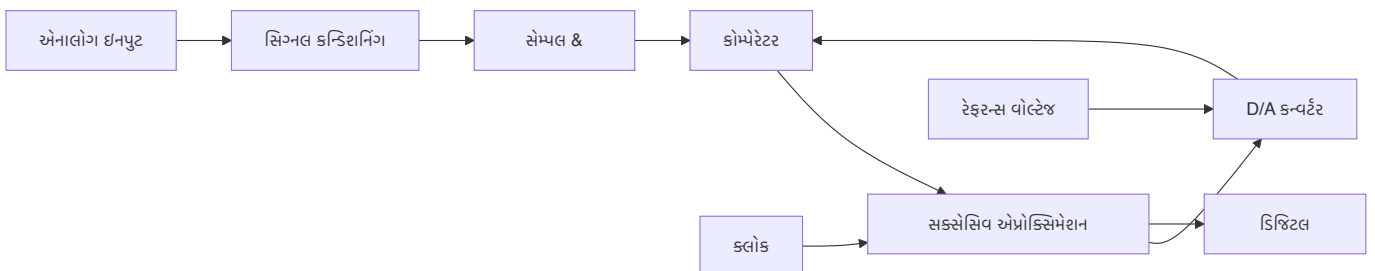 એનાલોગ ઇનપુટ
સિગ્નલ કન્ડિશનિંગ
સેમ્પલ &
કોમ્પેરેટર
રેફરન્સ વોલ્ટેજ
D/A કન્વર્ટર
સક્સેસિવ એપ્રોક્સિમેશન
ડિજિટલ
ક્લોક